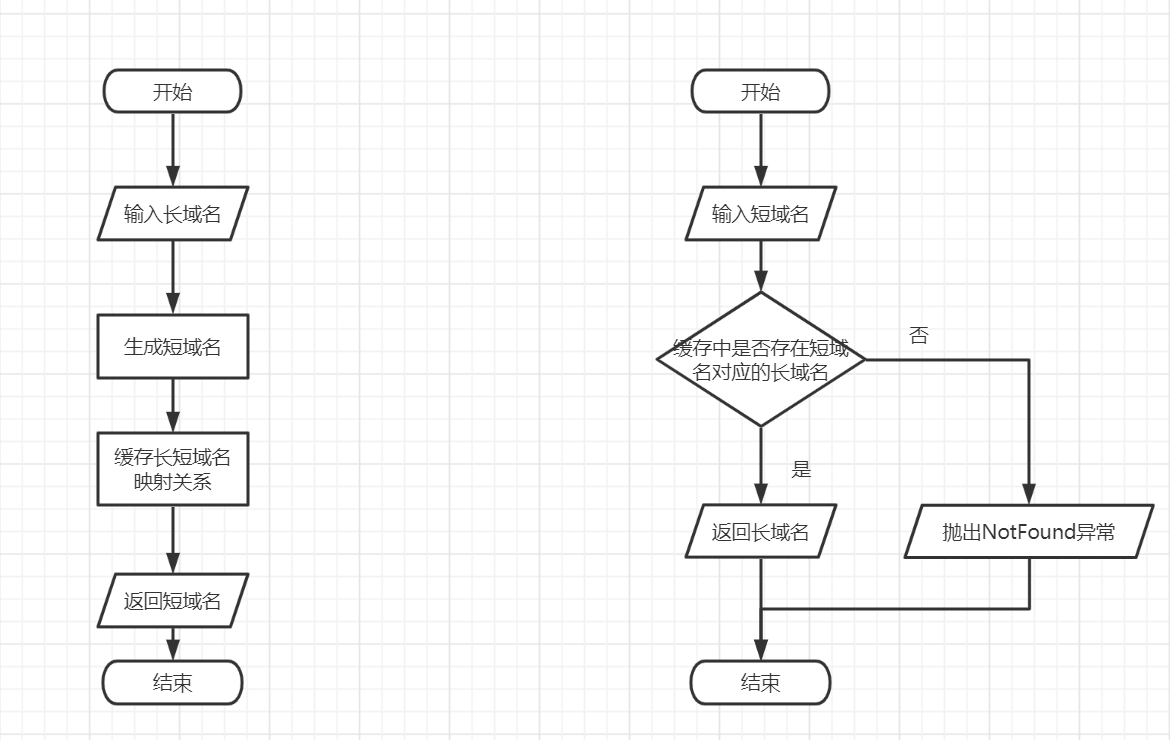 开始
输入长域名
生成短域名
缓存长短域名
映射关系
返回短域名
结束
开始
输入短域名
缓存中是否存在短域
名对应的长域名
否
是
返回长域名
抛出NotFound异常
结束